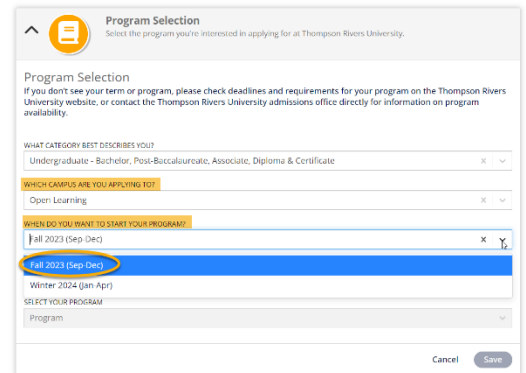 Program Selection
Select the program you're interested in applying for at Thompson Rivers University.
Program Selection
If you don't see your term or program, please check deadlines and requirements for your program on the Thompson Rivers
University website, or contact the Thompson Rivers University admissions office directly for information on program
availability.
WHAT CATEGORY BEST DESCRIBES YOU?
Undergraduate - Bachelor, Post-Baccalaureate, Associate, Diploma & Certificate
WHICH CAMPUS ARE YOU APPLYING TO?
Open Learning
WHEN DO YOU WANT TO START YOUR PROGRAM?
Fall 2023 (Sep-Dec)
Fall 2023 (Sep-Dec)
Winter 2024 (Jan-Apr)
SELECT YOUR PROGRAM
Program
Cancel Save